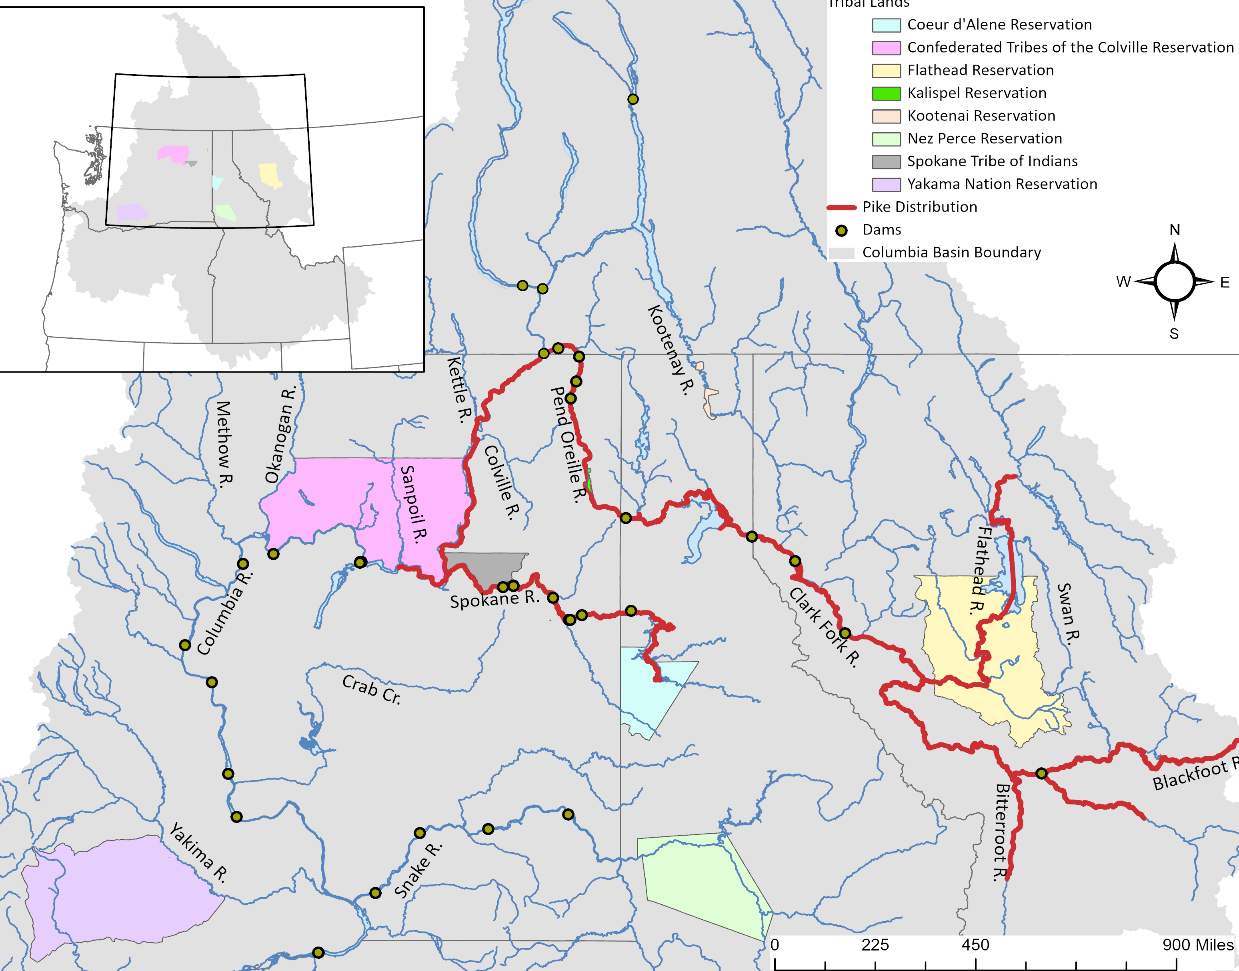 Tribal Lands
Coeur d'Alene Reservation
Confederated Tribes of the Colville Reservation
Flathead Reservation
Kalispel Reservation
Kootenai Reservation
Nez Perce Reservation
Spokane Tribe of Indians
Yakama Nation Reservation
Pike Distribution
Dams
Columbia Basin Boundary
N
W
E
S
Kootenay R.
Kettle R.
Pend Oreille R.
Methow R.
Okanogan R.
Sanpoil R.
Colville R.
Columbia R.
Spokane R.
Flathead R.
Swan R.
Clark Fork R.
Crab Cr.
Blackfoot R
Bitterroot R.
Yakima R.
Snake R.
0 225 450 900 Miles